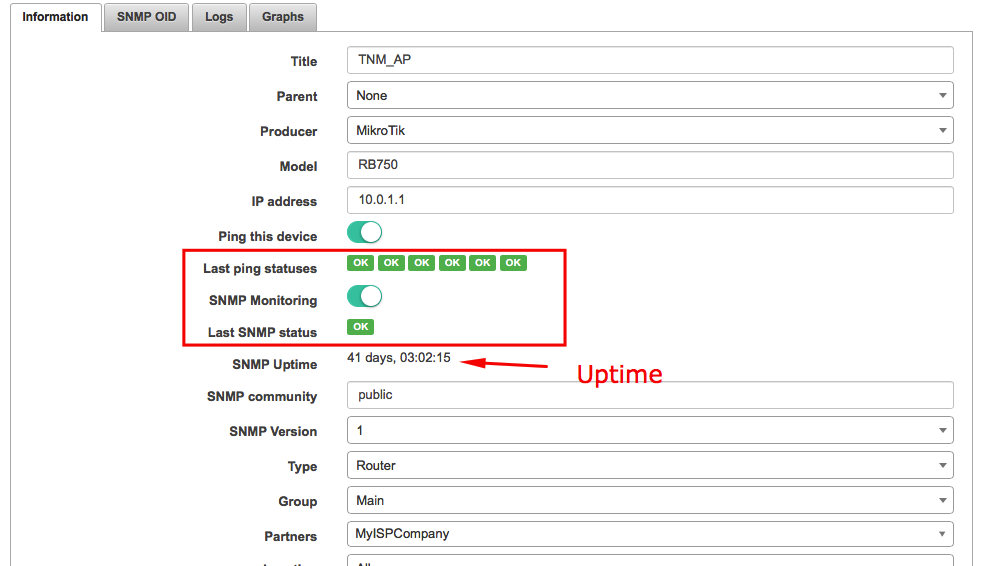 Information SNMP OID Logs Graphs
Title TNM_AP
Parent None
Producer MikroTik
Model RB750
IP address 10.0.1.1
Ping this device
Last ping statuses OK OK OK OK OK OK
SNMP Monitoring
Last SNMP status OK
SNMP Uptime 41 days, 03:02:15
Uptime
SNMP community public
SNMP Version 1
Type Router
Group Main
Partners MyISPCompany